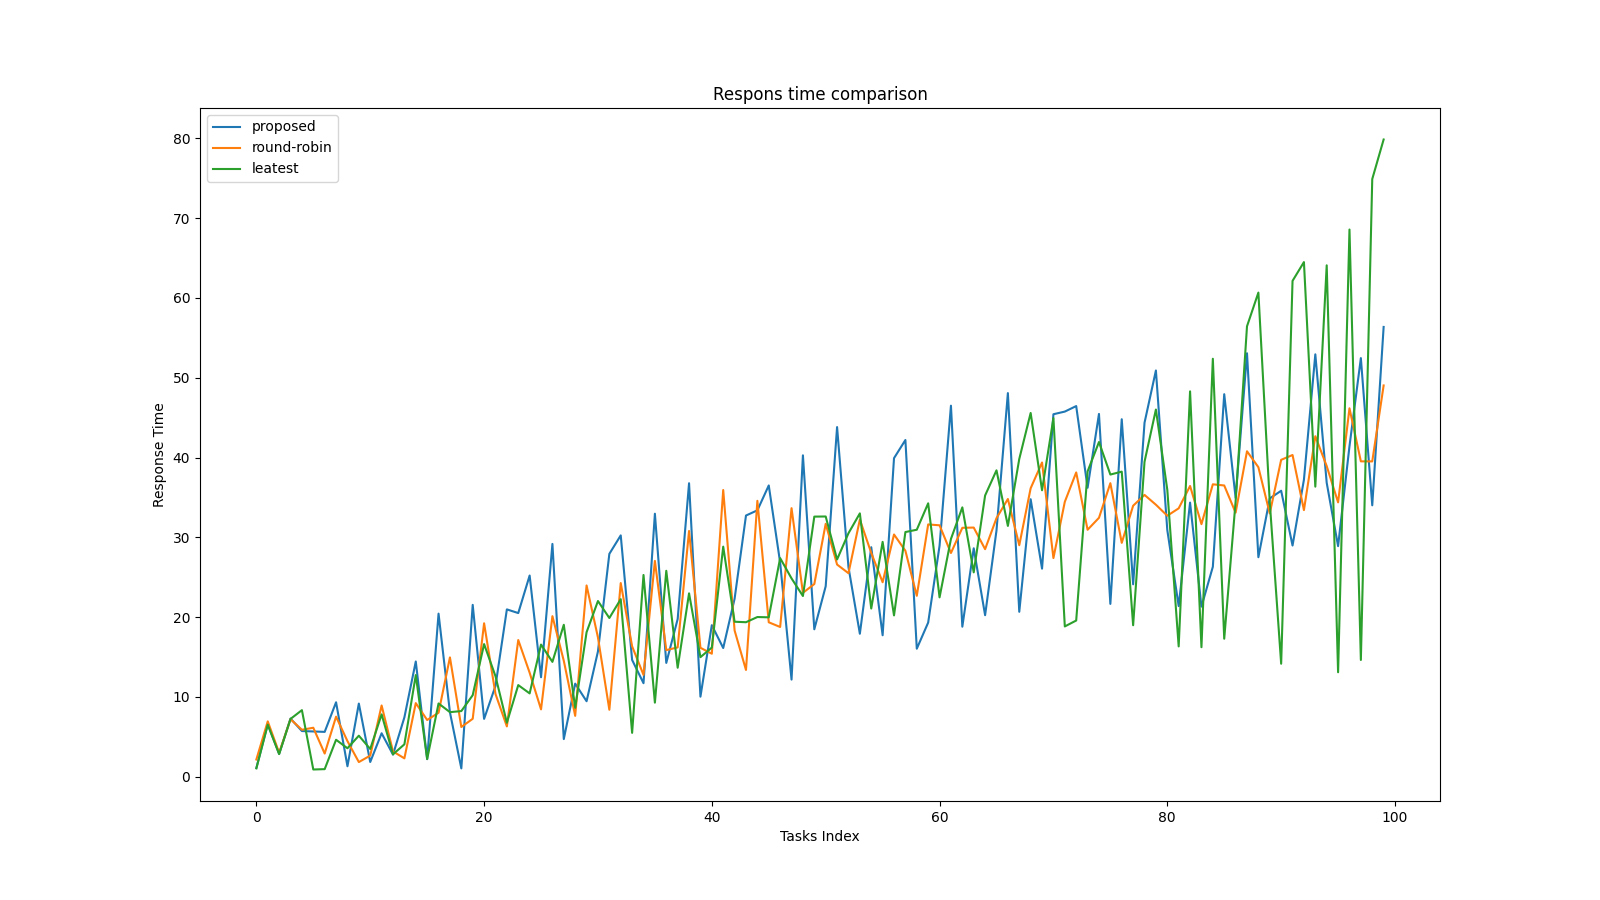 Respons time comparison
proposed
round-robin
leatest
80
70
60
50
40
30
20
10
0
Response Time
0 20 40 60 80 100
Tasks Index